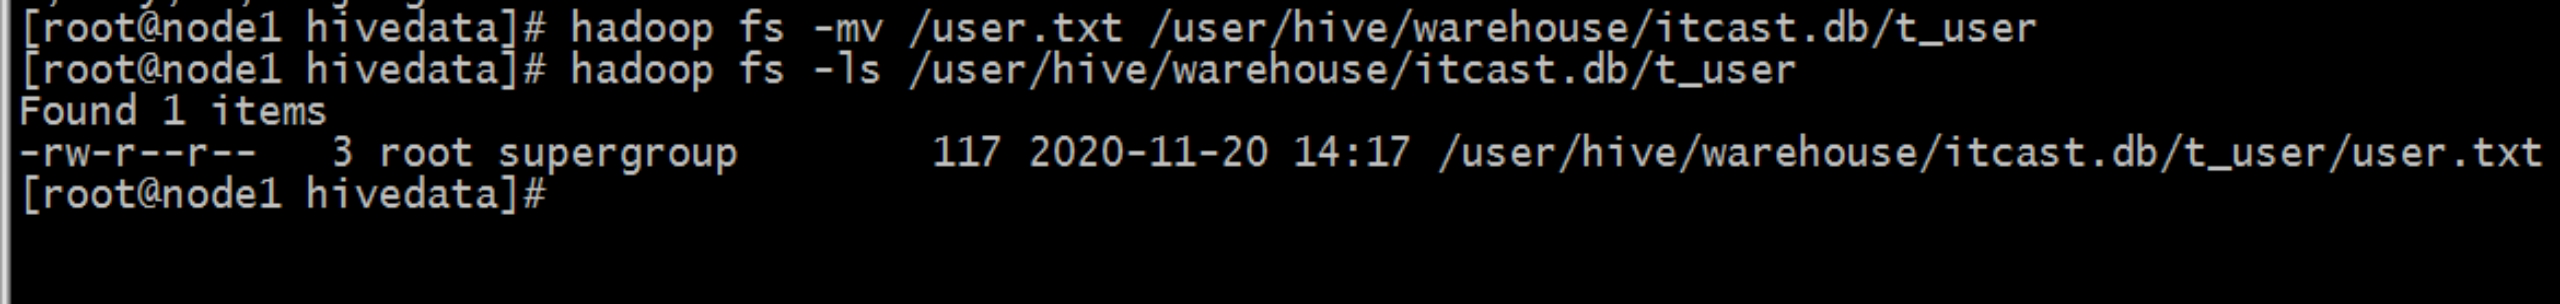 [root@node1 hivedata]# hadoop fs -mv /user.txt /user/hive/warehouse/itcast.db/t_user
[root@node1 hivedata]# hadoop fs -ls /user/hive/warehouse/itcast.db/t_user
Found 1 items
-rw-r--r--   3 root supergroup        117 2020-11-20 14:17 /user/hive/warehouse/itcast.db/t_user/user.txt
[root@node1 hivedata]#